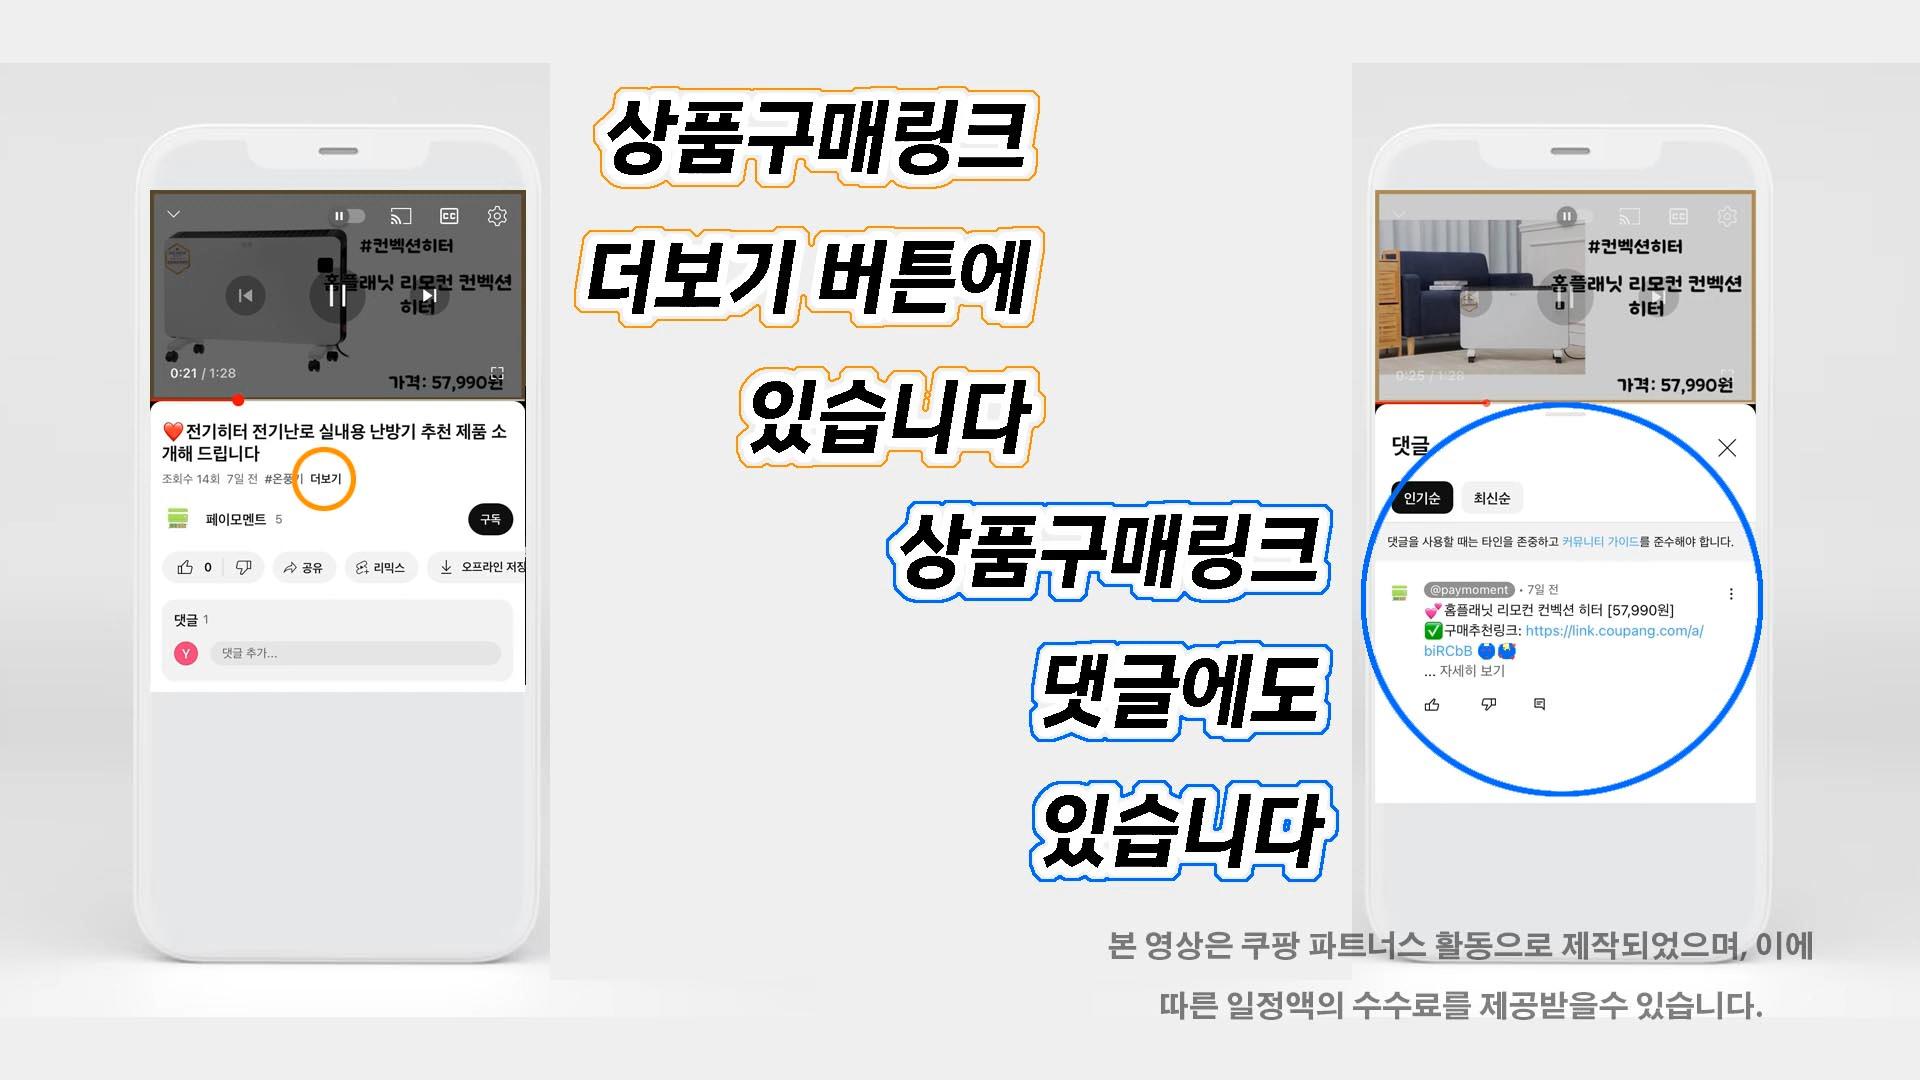 상품구매링크
더보기 버튼에
있습니다
상품구매링크
댓글에도
있습니다
#컨벡션히터
홈플래닛 리모컨 컨벡션
히터
0:21 / 1:28
가격: 57,990원
❤️전기히터 전기난로 실내용 난방기 추천 제품 소
개해 드립니다
조회수 14회 7일 전 #온풍기 더보기
페이모멘트 5
구독
0
공유
리믹스
오프라인 저장
댓글 1
Y
댓글 추가...
#컨벡션히터
홈플래닛 리모컨 컨벡션
히터
0:25 / 1:28
가격: 57,990원
댓글
인기순
최신순
댓글을 사용할 때는 타인을 존중하고 커뮤니티 가이드를 준수해야 합니다.
@paymoment • 7일 전
💕홈플래닛 리모컨 컨벡션 히터 [57,990원]
✅구매추천링크: https://link.coupang.com/a/
biRCbB
... 자세히 보기
본 영상은 쿠팡 파트너스 활동으로 제작되었으며, 이에
따른 일정액의 수수료를 제공받을수 있습니다.